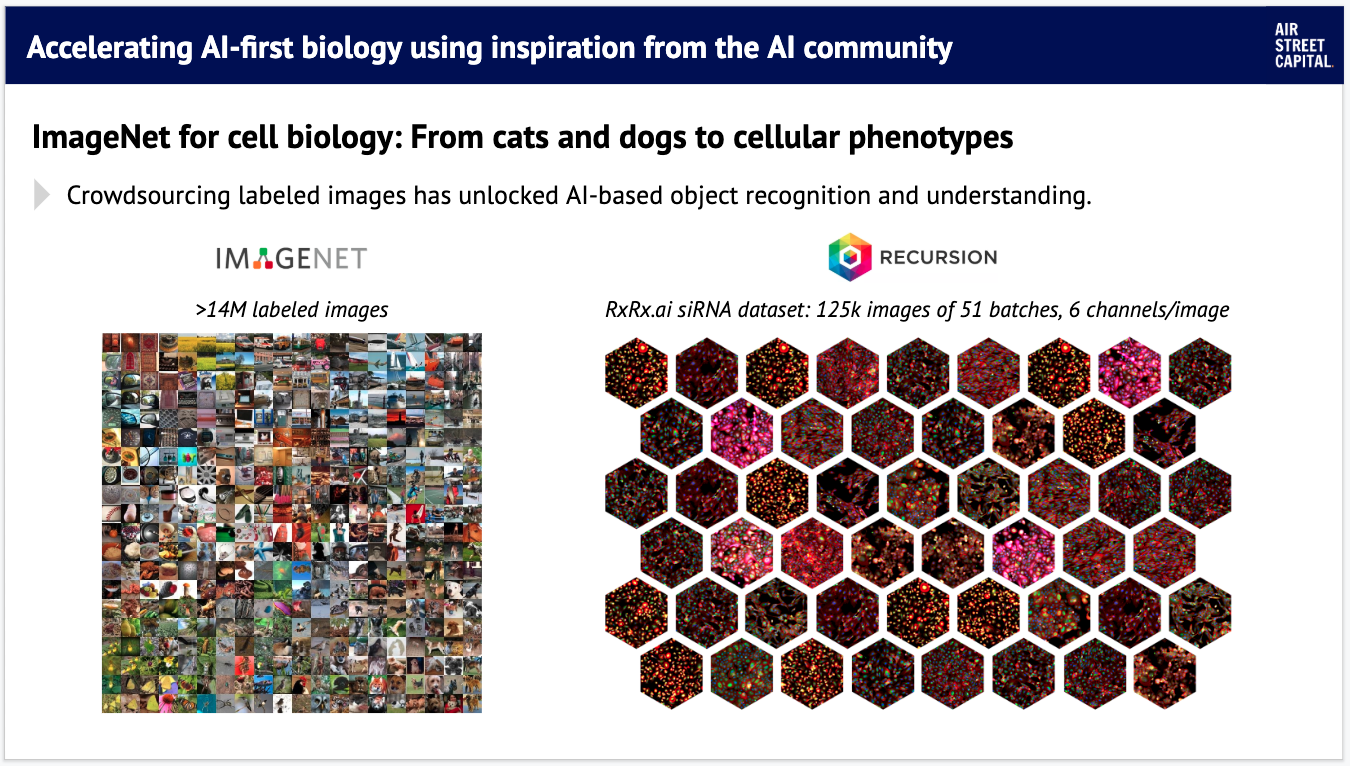 Accelerating AI-first biology using inspiration from the AI community
AIR
STREET
CAPITAL.
ImageNet for cell biology: From cats and dogs to cellular phenotypes
Crowdsourcing labeled images has unlocked AI-based object recognition and understanding.
IMAGENET
>14M labeled images
RECURSION
RxRx.ai siRNA dataset: 125k images of 51 batches, 6 channels/image